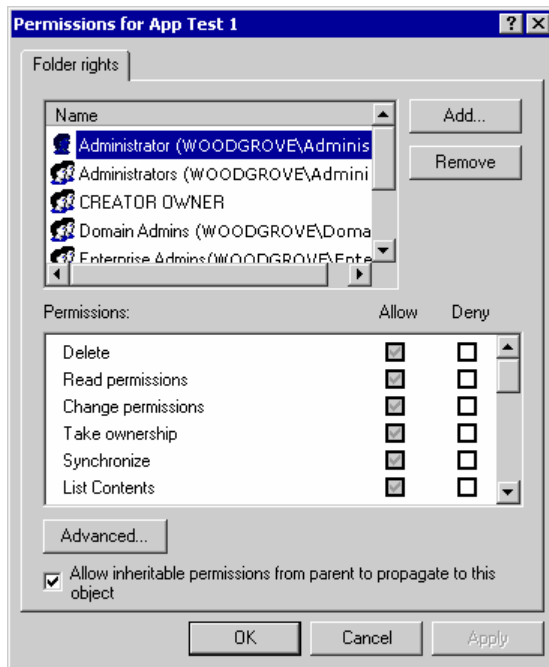 Permissions for App Test 1
Folder rights
Name
Administrator (WOODGROVE\Adminis
Administrators (WOODGROVE\Admini
CREATOR OWNER
Domain Admins (WOODGROVE\Doma
Enterprise Admins(WOODGROVE\Ente
Add...
Remove
Permissions: Allow Deny
Delete
Read permissions
Change permissions
Take ownership
Synchronize
List Contents
Advanced...
Allow inheritable permissions from parent to propagate to this
object
OK Cancel Apply